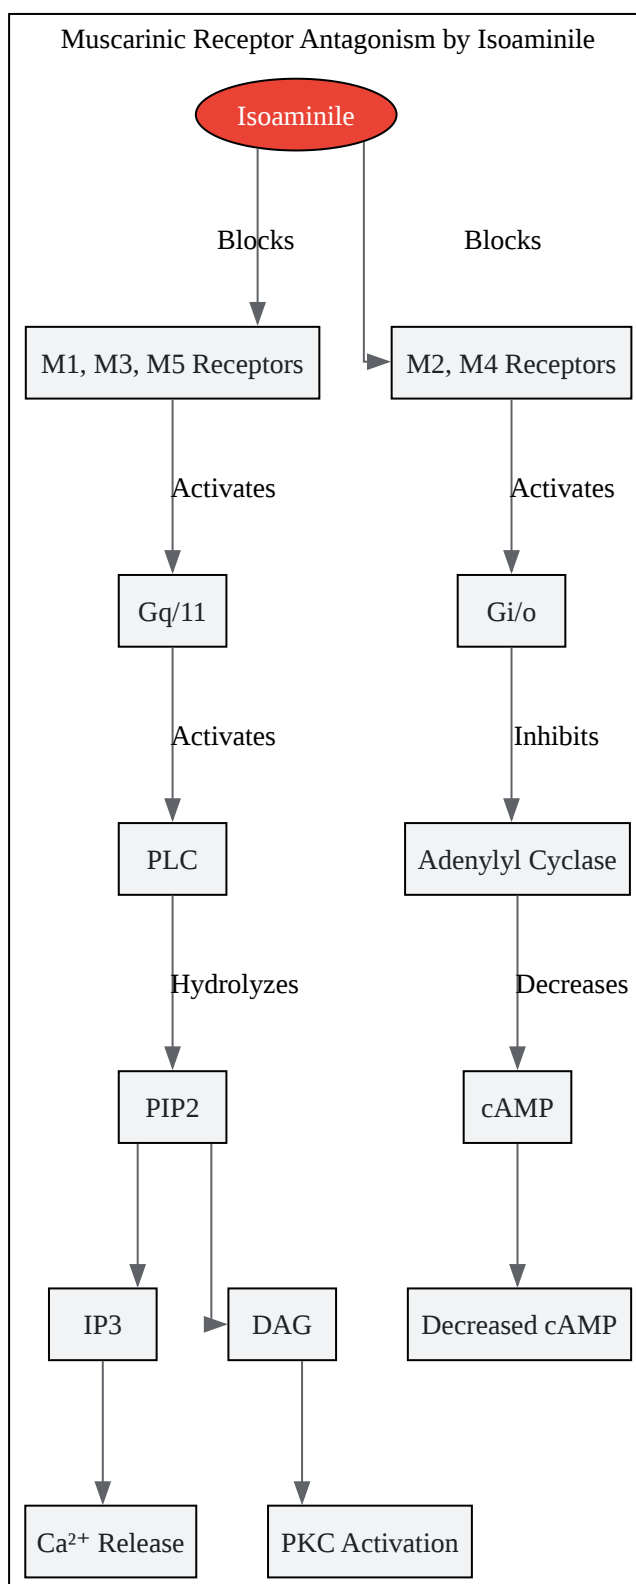 Muscarinic Receptor Antagonism by Isoaminile
Isoaminile
Blocks
Blocks
M1, M3, M5 Receptors
M2, M4 Receptors
Activates
Activates
Gq/11
Gi/o
Activates
Inhibits
PLC
Adenylyl Cyclase
Hydrolyzes
Decreases
PIP2
cAMP
IP3
DAG
Decreased cAMP
Ca²⁺ Release
PKC Activation